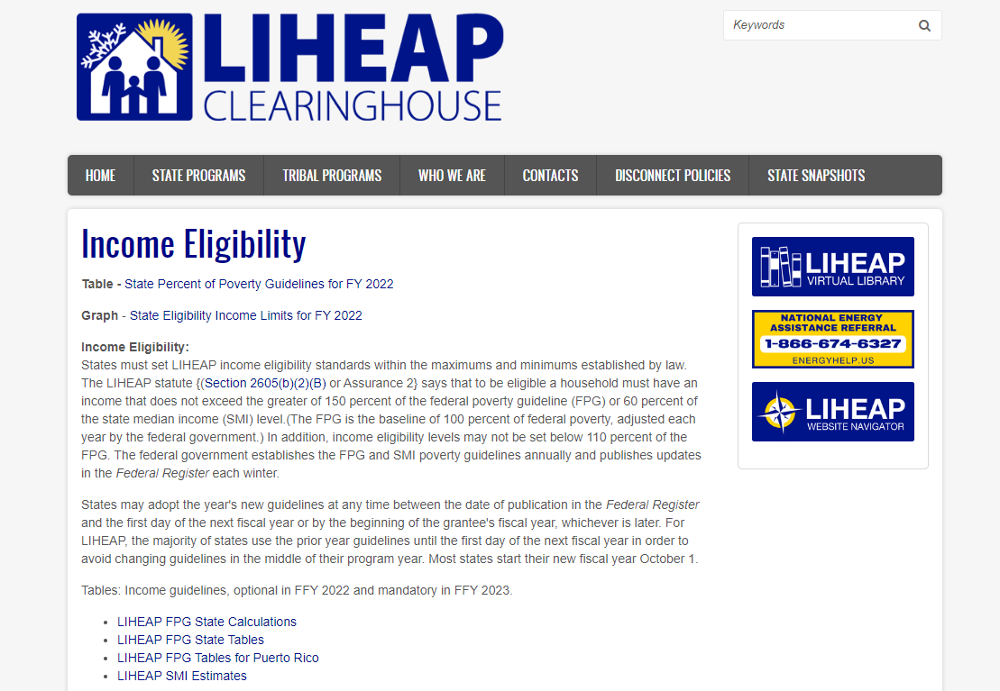 LIHEAP
CLEARINGHOUSE
Keywords
HOME
STATE PROGRAMS
TRIBAL PROGRAMS
WHO WE ARE
CONTACTS
DISCONNECT POLICIES
STATE SNAPSHOTS
Income Eligibility
Table - State Percent of Poverty Guidelines for FY 2022
Graph - State Eligibility Income Limits for FY 2022
Income Eligibility:
States must set LIHEAP income eligibility standards within the maximums and minimums established by law.
The LIHEAP statute {(Section 2605(b)(2)(B) or Assurance 2} says that to be eligible a household must have an
income that does not exceed the greater of 150 percent of the federal poverty guideline (FPG) or 60 percent of
the state median income (SMI) level.(The FPG is the baseline of 100 percent of federal poverty, adjusted each
year by the federal government.) In addition, income eligibility levels may not be set below 110 percent of the
FPG. The federal government establishes the FPG and SMI poverty guidelines annually and publishes updates
in the Federal Register each winter.
States may adopt the year's new guidelines at any time between the date of publication in the Federal Register
and the first day of the next fiscal year or by the beginning of the grantee's fiscal year, whichever is later. For
LIHEAP, the majority of states use the prior year guidelines until the first day of the next fiscal year in order to
avoid changing guidelines in the middle of their program year. Most states start their new fiscal year October 1.
Tables: Income guidelines, optional in FFY 2022 and mandatory in FFY 2023.
• LIHEAP FPG State Calculations
• LIHEAP FPG State Tables
• LIHEAP FPG Tables for Puerto Rico
• LIHEAP SMI Estimates
LIHEAP
VIRTUAL LIBRARY
NATIONAL ENERGY
ASSISTANCE REFERRAL
1-866-674-6327
ENERGYHELP.US
LIHEAP
WEBSITE NAVIGATOR